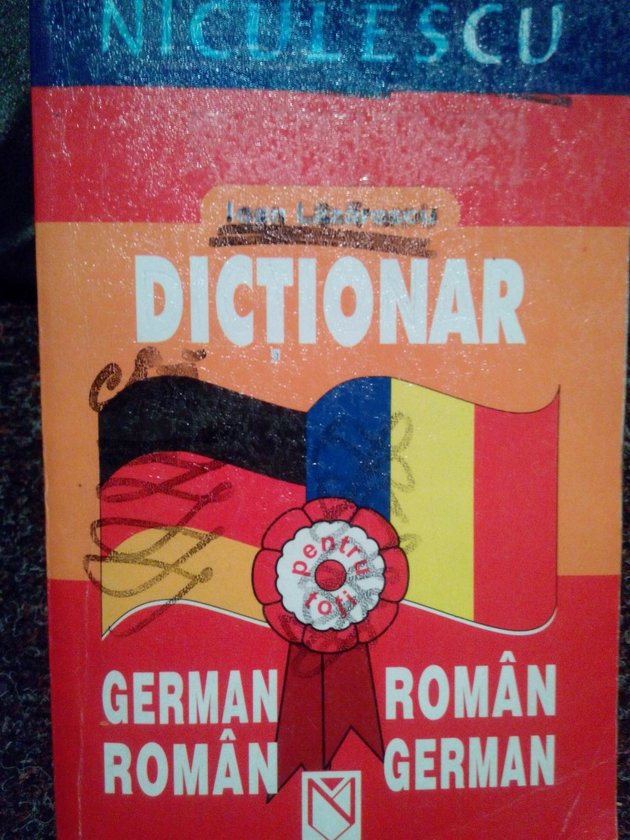 NICULESCU
Ioan Lăzărescu
DICȚIONAR
pentru
toți
GERMAN
ROMÂN
ROMÂN
GERMAN